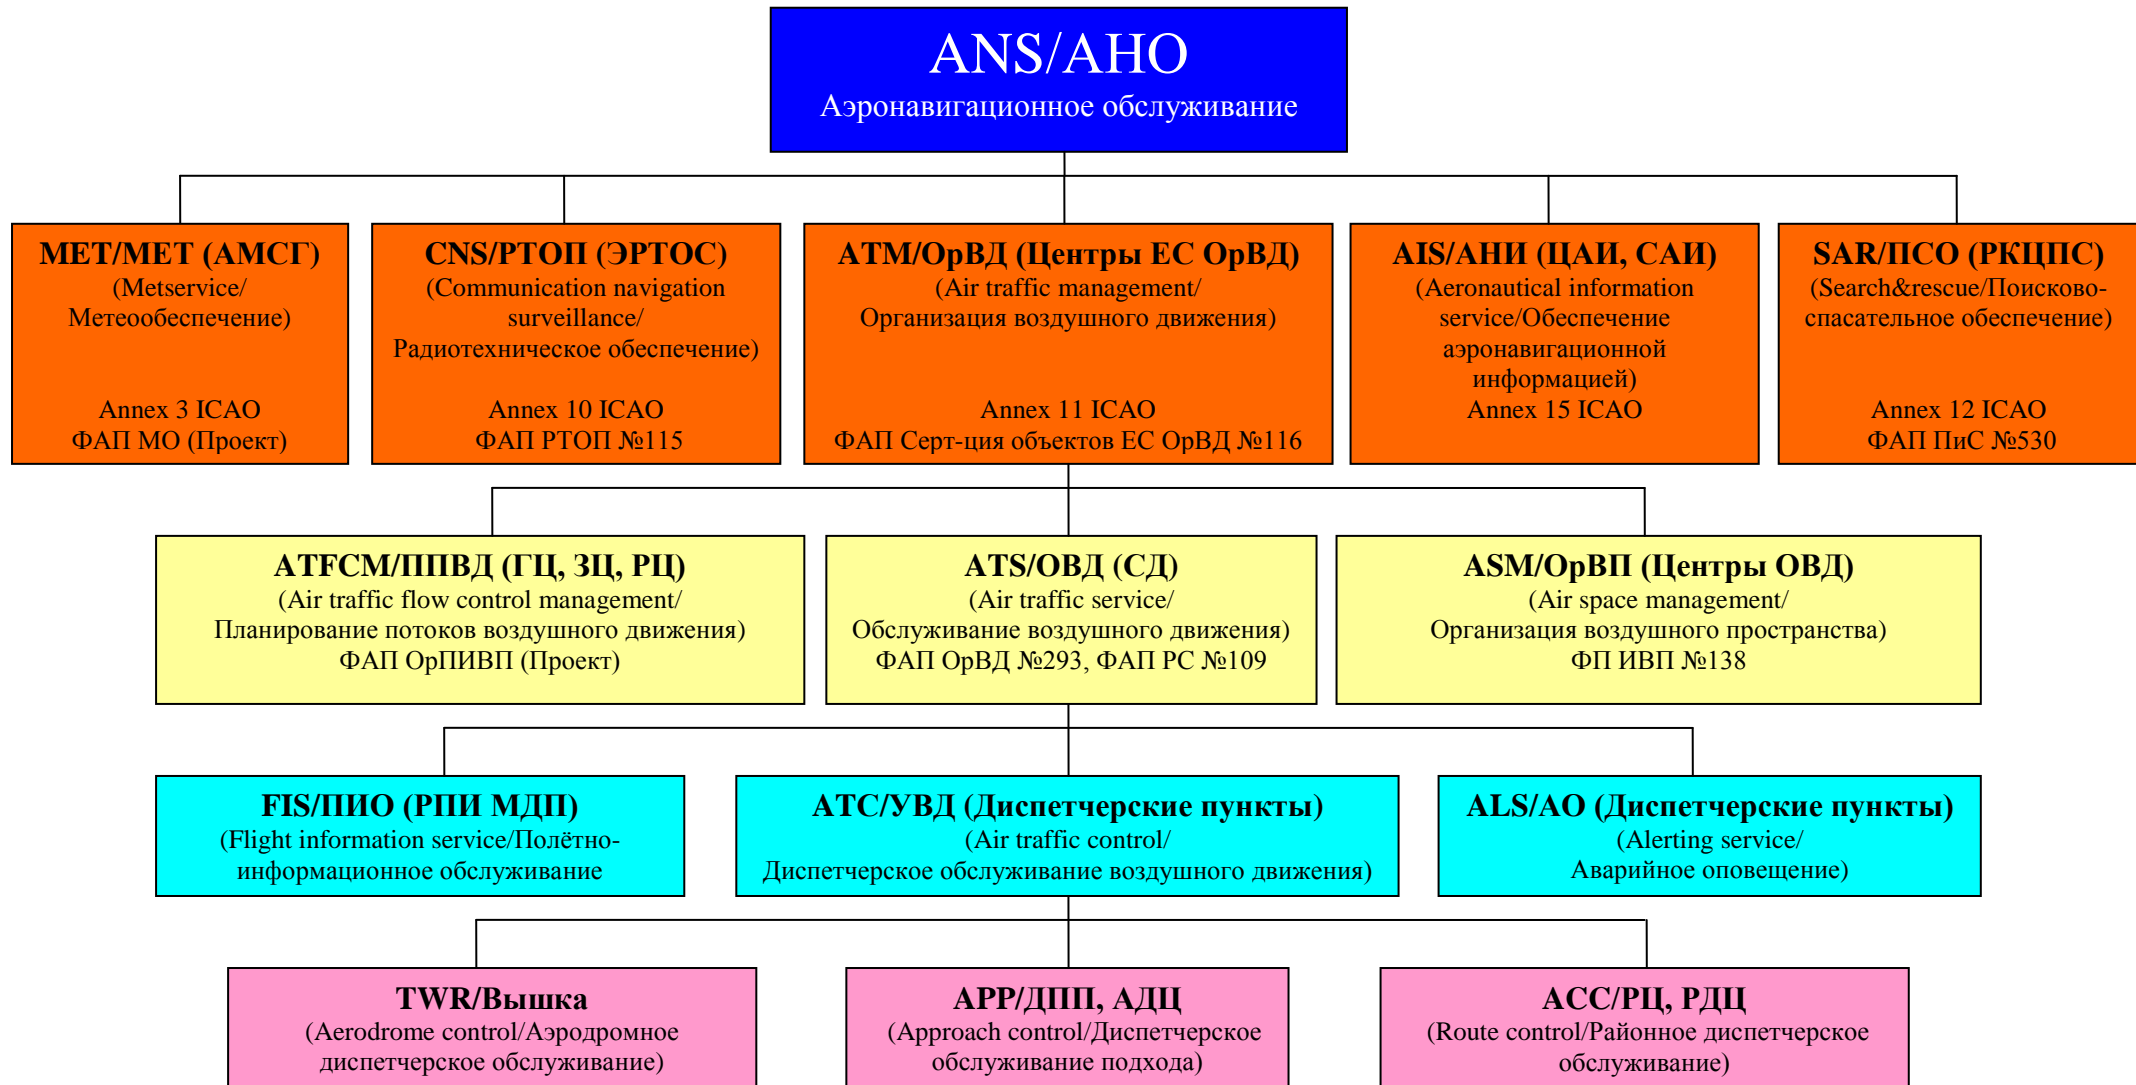 ANS/АНО
Аэронавигационное обслуживание
MET/МЕТ (АМСГ)
(Metservice/
Метеообеспечение)
Annex 3 ICAO
ФАП МО (Проект)
CNS/РТОП (ЭРТОС)
(Communication navigation
surveillance/
Радиотехническое обеспечение)
Annex 10 ICAO
ФАП РТОП №115
ATM/ОрВД (Центры ЕС ОрВД)
(Air traffic management/
Организация воздушного движения)
Annex 11 ICAO
ФАП Серт-ция объектов ЕС ОрВД №116
AIS/АНИ (ЦАИ, САИ)
(Aeronautical information
service/Обеспечение
аэронавигационной
информацией)
Annex 15 ICAO
SAR/ПСО (РКЦПС)
(Search&rescue/Поисково-
спасательное обеспечение)
Annex 12 ICAO
ФАП ПиС №530
ATFCM/ППВД (ГЦ, ЗЦ, РЦ)
(Air traffic flow control management/
Планирование потоков воздушного движения)
ФАП ОрПИВП (Проект)
ATS/ОВД (СД)
(Air traffic service/
Обслуживание воздушного движения)
ФАП ОрВД №293, ФАП РС №109
ASM/ОрВП (Центры ОВД)
(Air space management/
Организация воздушного пространства)
ФП ИВП №138
FIS/ПИО (РПИ МДП)
(Flight information service/Полётно-
информационное обслуживание
ATC/УВД (Диспетчерские пункты)
(Air traffic control/
Диспетчерское обслуживание воздушного движения)
ALS/АО (Диспетчерские пункты)
(Alerting service/
Аварийное оповещение)
TWR/Вышка
(Aerodrome control/Аэродромное
диспетчерское обслуживание)
APP/ДПП, АДЦ
(Approach control/Диспетчерское
обслуживание подхода)
ACC/РЦ, РДЦ
(Route control/Районное диспетчерское
обслуживание)